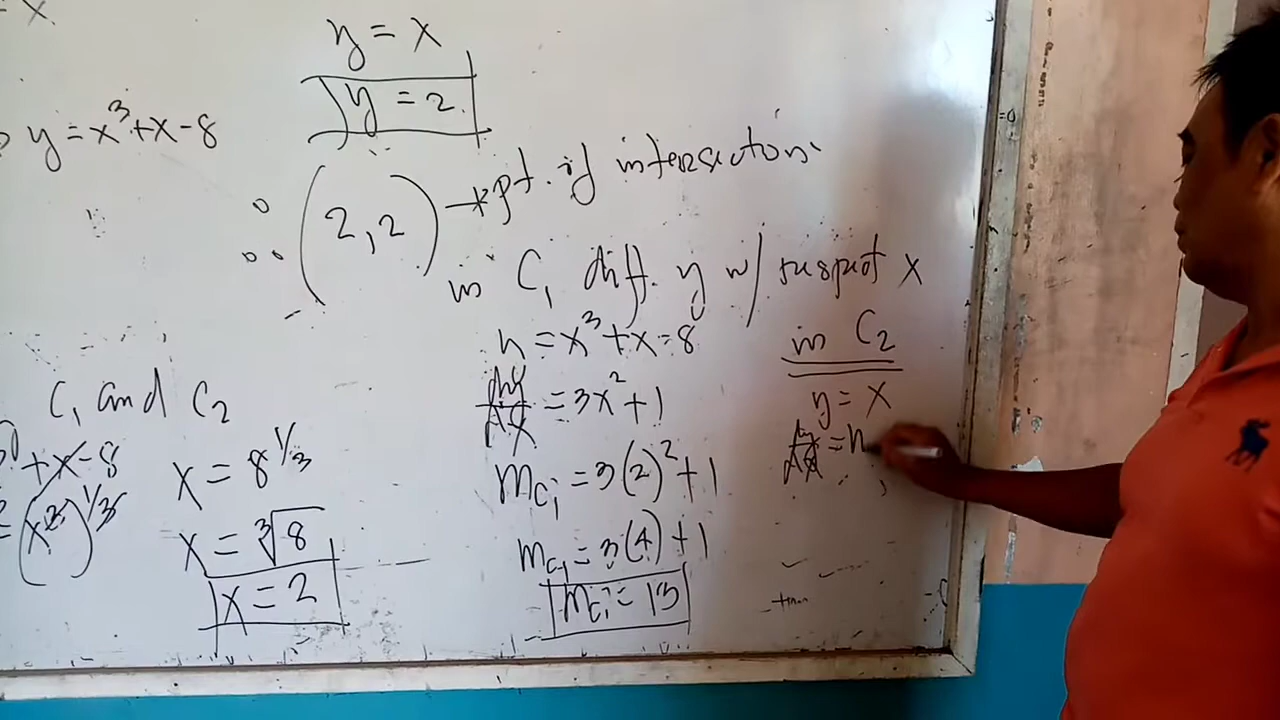 = x
y = x
y = 2.
y = x³ + x - 8
∴ (2, 2) → pt. of intersection
in C₁ diff. y w/ respect x
y = x³ + x - 8
in C₂
dy/dx = 3x² + 1
y = x
C₁ and C₂
dy/dx =
+ x - 8
x = 8^(1/3)
m_C₁ = 3(2)² + 1
= (x³)^(1/3)
x = ∛8
m_C₁ = 3(4) + 1
x = 2
m_C₁ = 13